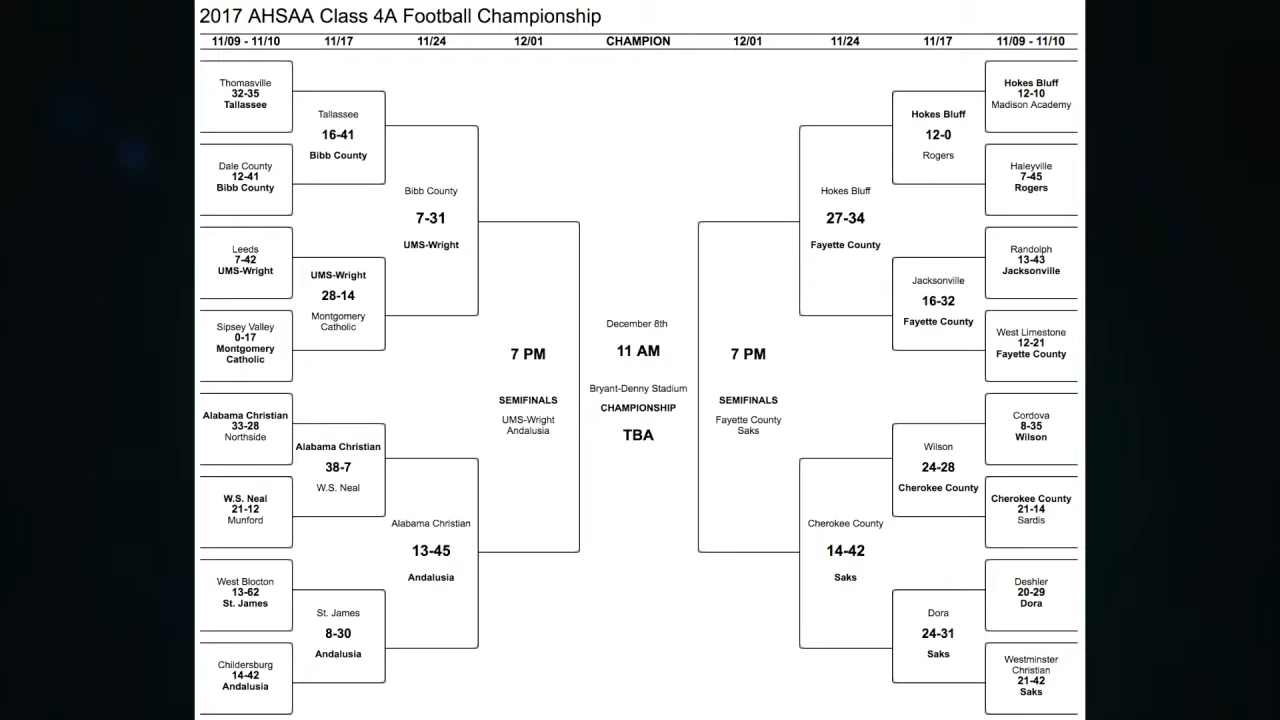 2017 AHSAA Class 4A Football Championship
11/09 - 11/10 11/17 11/24 12/01 CHAMPION 12/01 11/24 11/17 11/09 - 11/10
Thomasville
32-35
Tallassee
Dale County
12-41
Bibb County
Leeds
7-42
UMS-Wright
Sipsey Valley
0-17
Montgomery
Catholic
Alabama Christian
33-28
Northside
W.S. Neal
21-12
Munford
West Blocton
13-62
St. James
Childersburg
14-42
Andalusia
Tallassee
16-41
Bibb County
UMS-Wright
28-14
Montgomery
Catholic
Alabama Christian
38-7
W.S. Neal
St. James
8-30
Andalusia
Bibb County
7-31
UMS-Wright
Alabama Christian
13-45
Andalusia
7 PM
SEMIFINALS
UMS-Wright
Andalusia
December 8th
11 AM
Bryant-Denny Stadium
CHAMPIONSHIP
TBA
7 PM
SEMIFINALS
Fayette County
Saks
Hokes Bluff
27-34
Fayette County
Cherokee County
14-42
Saks
Hokes Bluff
12-0
Rogers
Jacksonville
16-32
Fayette County
Wilson
24-28
Cherokee County
Dora
24-31
Saks
Hokes Bluff
12-10
Madison Academy
Haleyville
7-45
Rogers
Randolph
13-43
Jacksonville
West Limestone
12-21
Fayette County
Cordova
8-35
Wilson
Cherokee County
21-14
Sardis
Deshler
20-29
Dora
Westminster
Christian
21-42
Saks